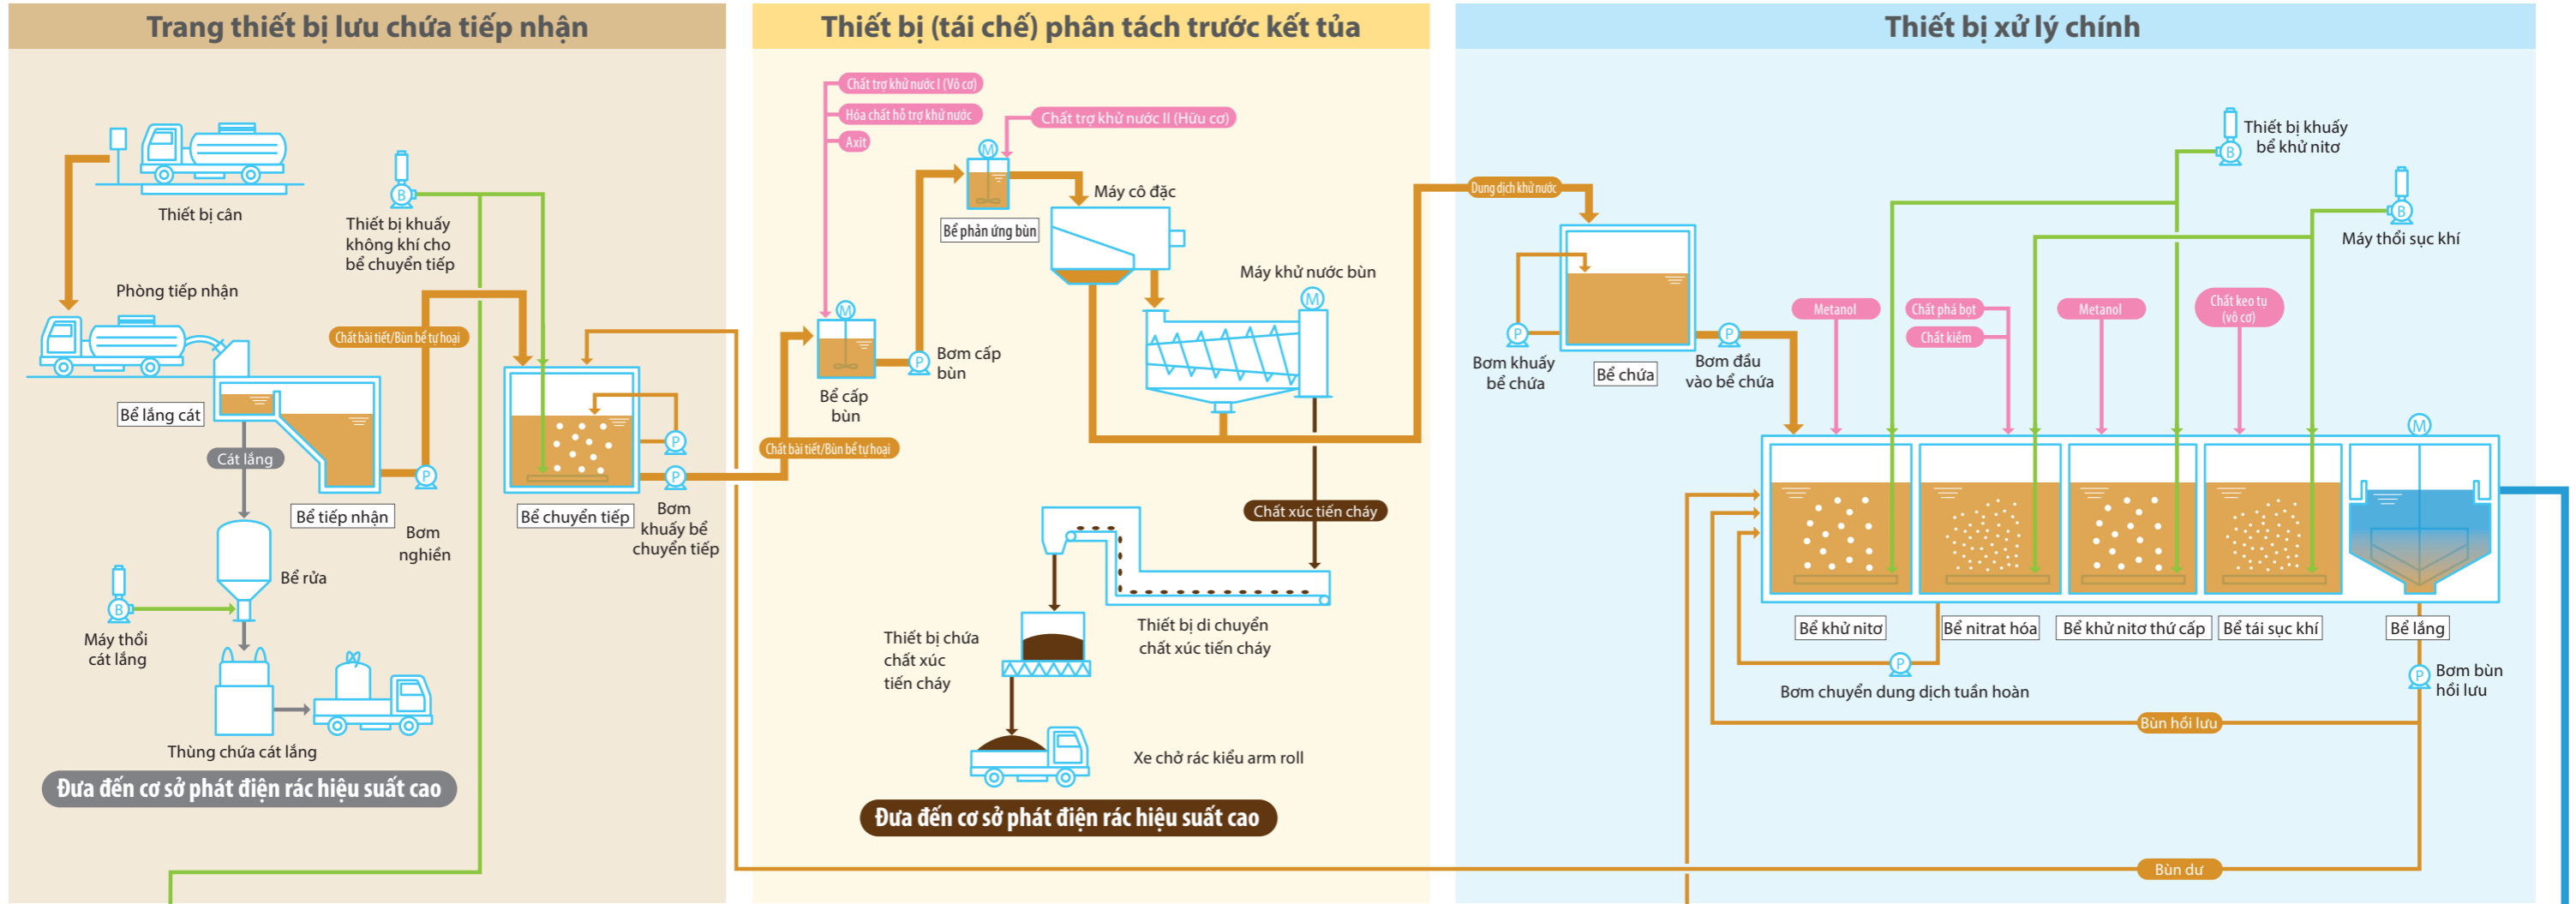 Trang thiết bị lưu chứa tiếp nhận
Thiết bị cân
Thiết bị khuấy
không khí cho
bể chuyển tiếp
B
Phòng tiếp nhận
Chất bài tiết/Bùn bể tự hoại
Bể lắng cát
Cát lắng
Bể tiếp nhận
P
Bơm
nghiền
Bể chuyển tiếp
P
P
Bơm
khuấy bể
chuyển tiếp
Bể rửa
B
Máy thổi
cát lắng
Thùng chứa cát lắng
Đưa đến cơ sở phát điện rác hiệu suất cao
Thiết bị (tái chế) phân tách trước kết tủa
Chất trợ khử nước I (Vô cơ)
Hóa chất hỗ trợ khử nước
Axit
Chất trợ khử nước II (Hữu cơ)
M
Bể phản ứng bùn
Máy cô đặc
Máy khử nước bùn
M
M
P
Bơm cấp
bùn
Bể cấp
bùn
Chất bài tiết/Bùn bể tự hoại
Chất xúc tiến cháy
Thiết bị di chuyển
chất xúc tiến cháy
Thiết bị chứa
chất xúc
tiến cháy
Xe chở rác kiểu arm roll
Đưa đến cơ sở phát điện rác hiệu suất cao
Thiết bị xử lý chính
Dung dịch khử nước
B
Thiết bị khuấy
bể khử nitơ
B
Máy thổi sục khí
P
Bơm khuấy
bể chứa
Bể chứa
P
Bơm đầu
vào bể chứa
Metanol
Chất phá bọt
Chất kiềm
Metanol
Chất keo tụ
(vô cơ)
M
Bể khử nitơ
Bể nitrat hóa
Bể khử nitơ thứ cấp
Bể tái sục khí
Bể lắng
P
Bơm chuyển dung dịch tuần hoàn
P
Bơm bùn
hồi lưu
Bùn hồi lưu
Bùn dư